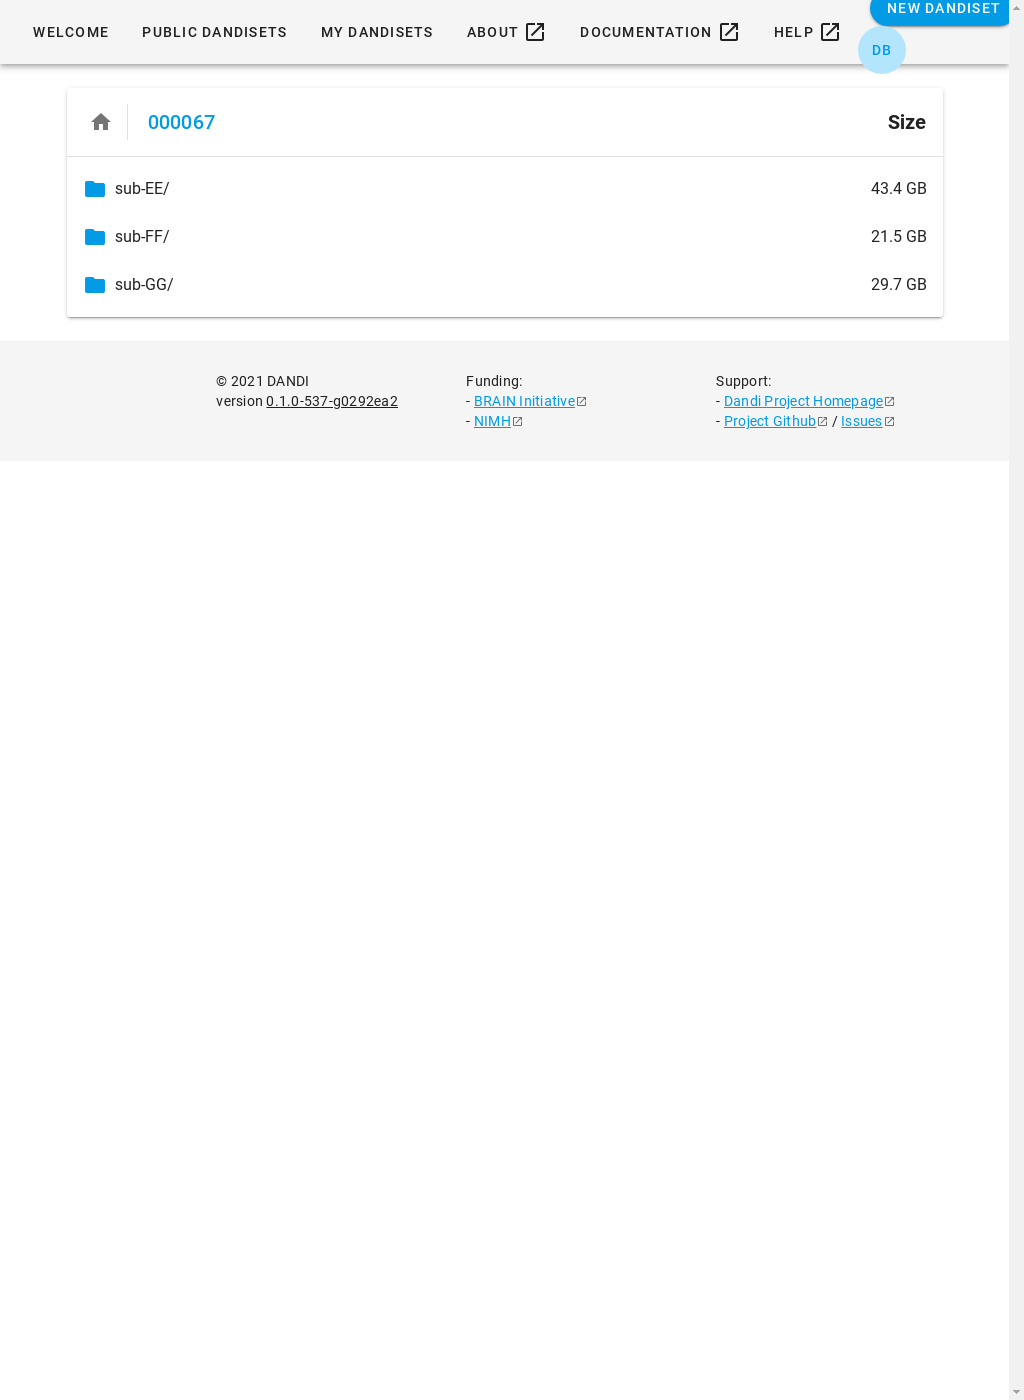 WELCOME PUBLIC DANDISETS MY DANDISETS ABOUT DOCUMENTATION HELP NEW DANDISET
DB
000067 Size
sub-EE/ 43.4 GB
sub-FF/ 21.5 GB
sub-GG/ 29.7 GB
© 2021 DANDI
version 0.1.0-537-g0292ea2
Funding:
- BRAIN Initiative
- NIMH
Support:
- Dandi Project Homepage
- Project Github / Issues